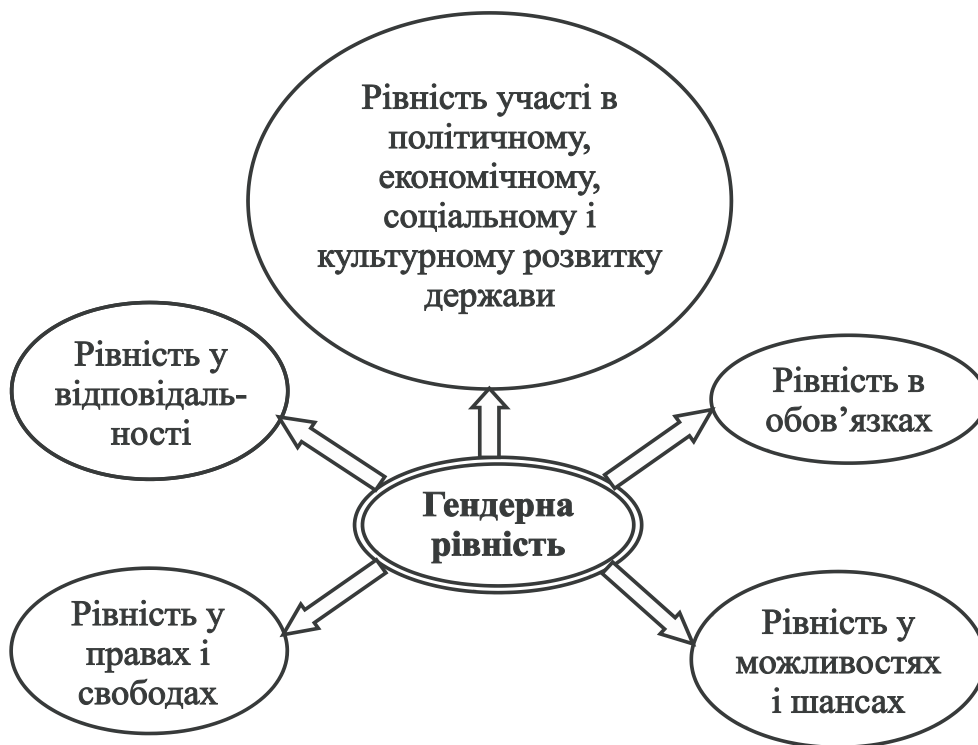 Рівність участі в
політичному,
економічному,
соціальному і
культурному розвитку
держави
Рівність у
відповідаль-
ності
Рівність в
обов’язках
Гендерна
рівність
Рівність у
правах і
свободах
Рівність у
можливостях
і шансах